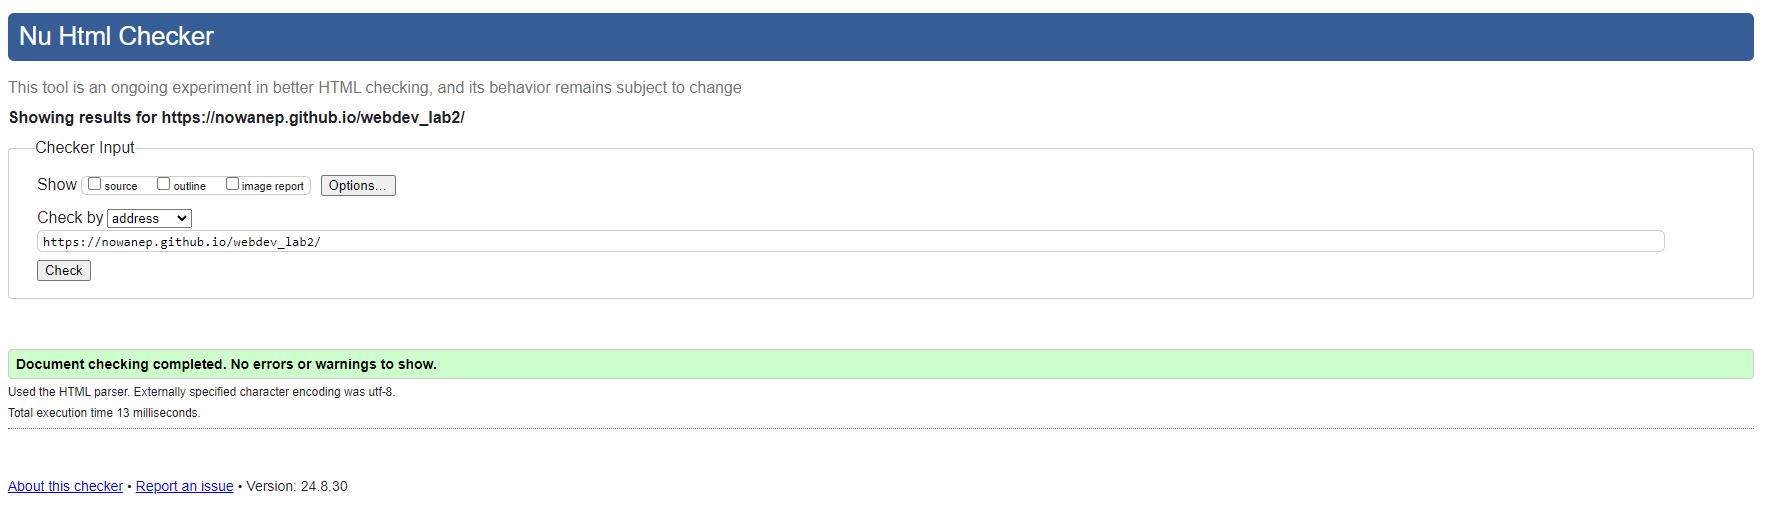 Nu Html Checker
This tool is an ongoing experiment in better HTML checking, and its behavior remains subject to change
Showing results for https://nowanep.github.io/webdev_lab2/
Checker Input
Show source outline image report Options...
Check by address
https://nowanep.github.io/webdev_lab2/
Check
Document checking completed. No errors or warnings to show.
Used the HTML parser. Externally specified character encoding was utf-8.
Total execution time 13 milliseconds.
About this checker • Report an issue • Version: 24.8.30